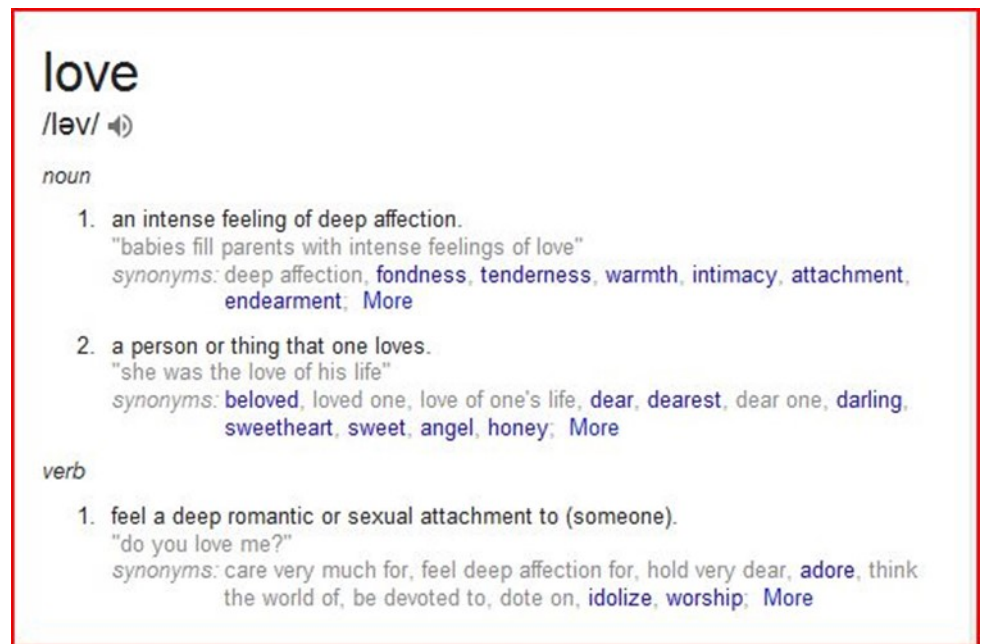 love
/ləv/
noun
1. an intense feeling of deep affection.
"babies fill parents with intense feelings of love"
synonyms: deep affection, fondness, tenderness, warmth, intimacy, attachment,
endearment; More
2. a person or thing that one loves.
"she was the love of his life"
synonyms: beloved, loved one, love of one's life, dear, dearest, dear one, darling,
sweetheart, sweet, angel, honey; More
verb
1. feel a deep romantic or sexual attachment to (someone).
"do you love me?"
synonyms: care very much for, feel deep affection for, hold very dear, adore, think
the world of, be devoted to, dote on, idolize, worship; More